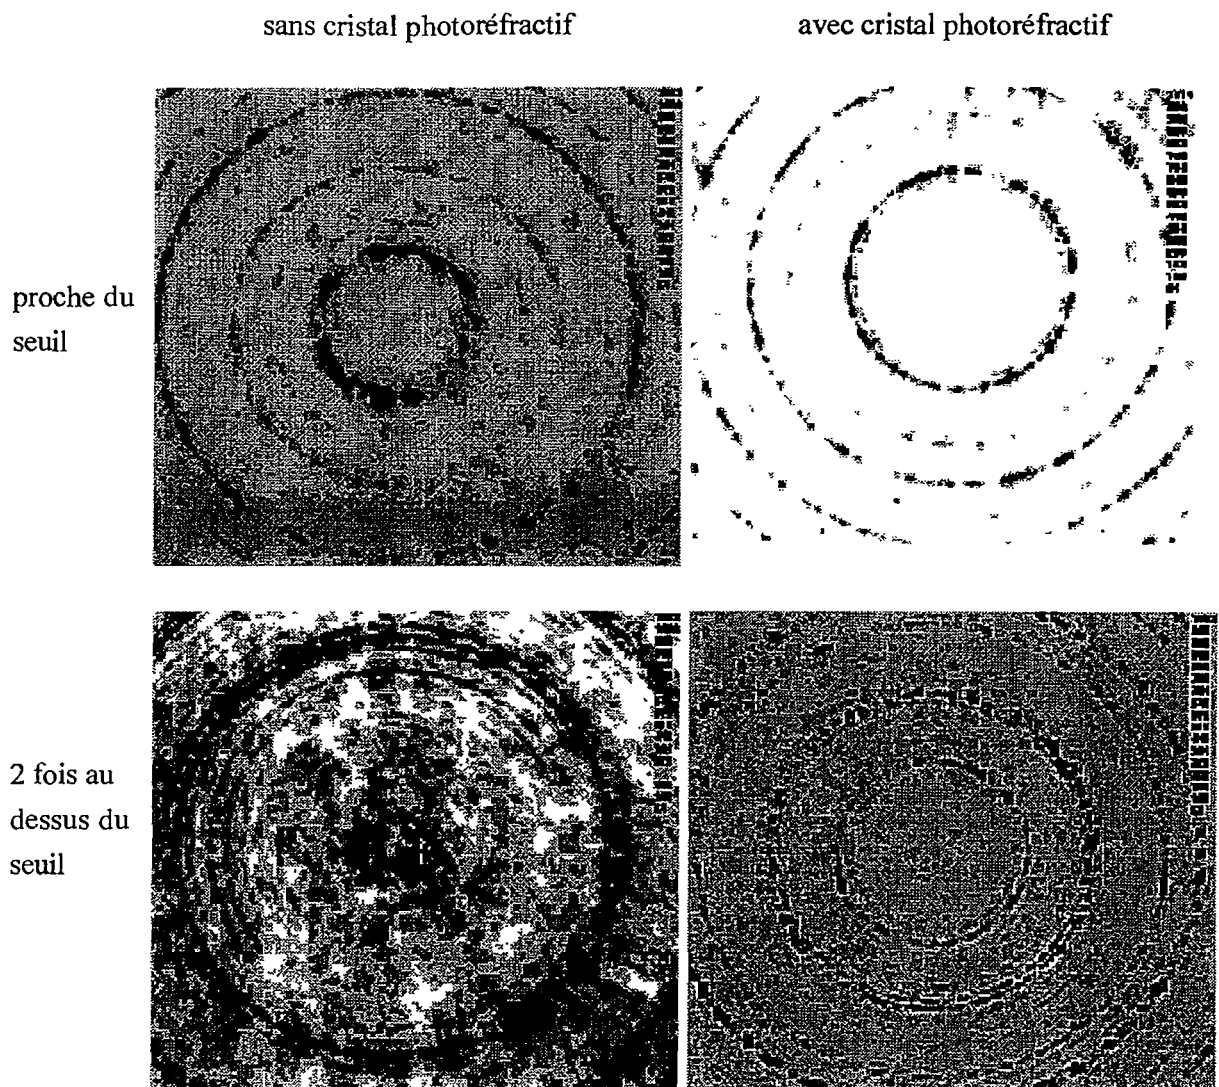 sans cristal photoréfractif
avec cristal photoréfractif
proche du
seuil
2 fois au
dessus du
seuil